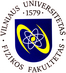 VILNIAUS UNIVERSITETAS
• 1579 •
FIZIKOS FAKULTETAS